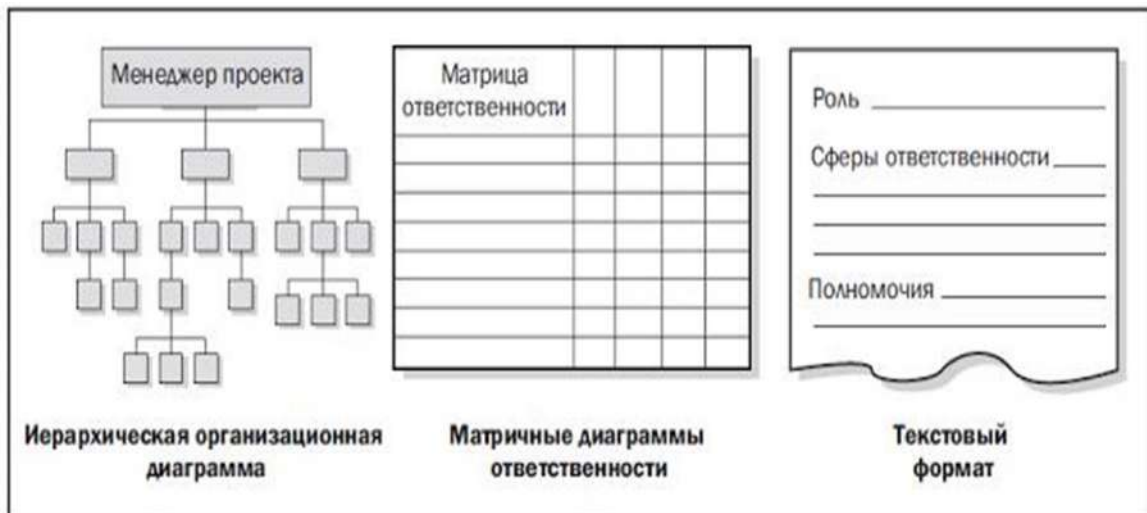 Менеджер проекта
Матрица
ответственности
Роль
Сферы ответственности
Полномочия
Иерархическая организационная
диаграмма
Матричные диаграммы
ответственности
Текстовый
формат